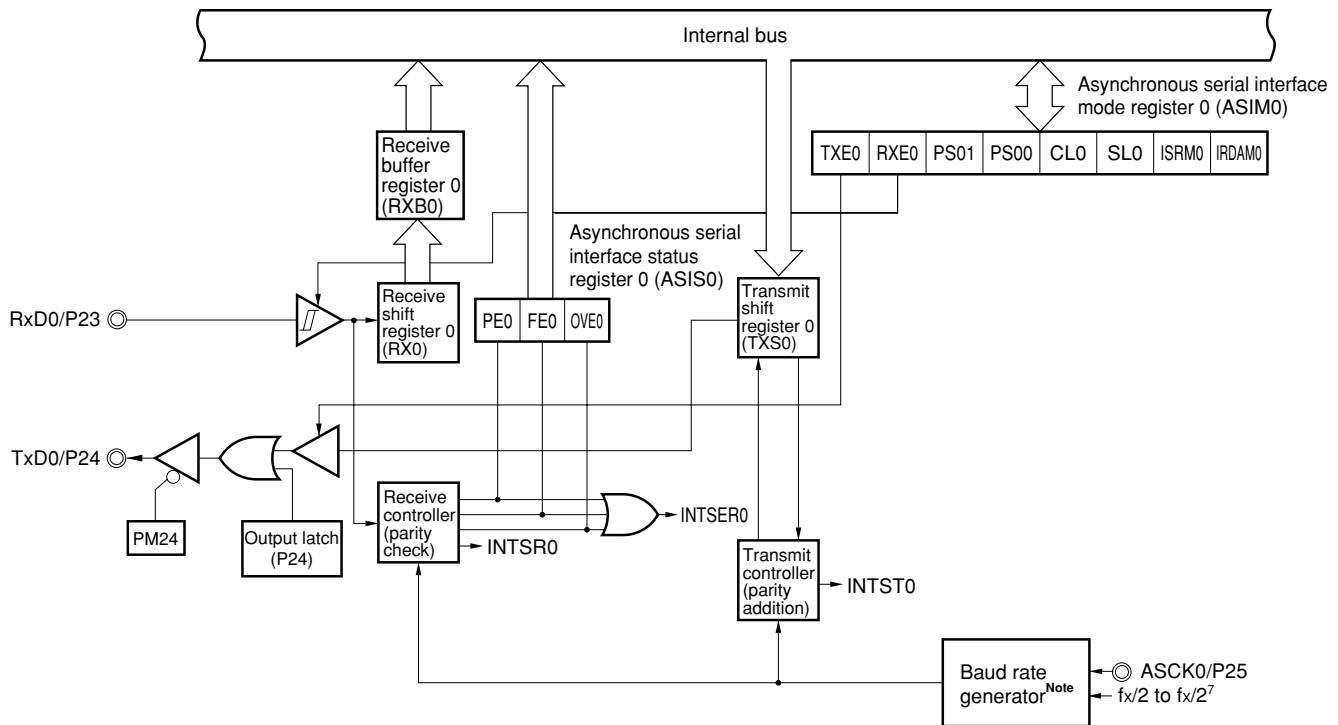 Internal bus
Asynchronous serial interface
mode register 0 (ASIM0)
Receive
buffer
register 0
(RXB0)
TXE0 RXE0 PS01 PS00 CL0 SL0 ISRM0 IRDAM0
Asynchronous serial
interface status
register 0 (ASIS0)
RxD0/P23
Receive
shift
register 0
(RX0)
PE0 FE0 OVE0
Transmit
shift
register 0
(TXS0)
TxD0/P24
PM24
Output latch
(P24)
Receive
controller
(parity
check)
INTSER0
INTSR0
Transmit
controller
(parity
addition)
INTST0
Baud rate
generatorNote
ASCK0/P25
fx/2 to fx/2⁷